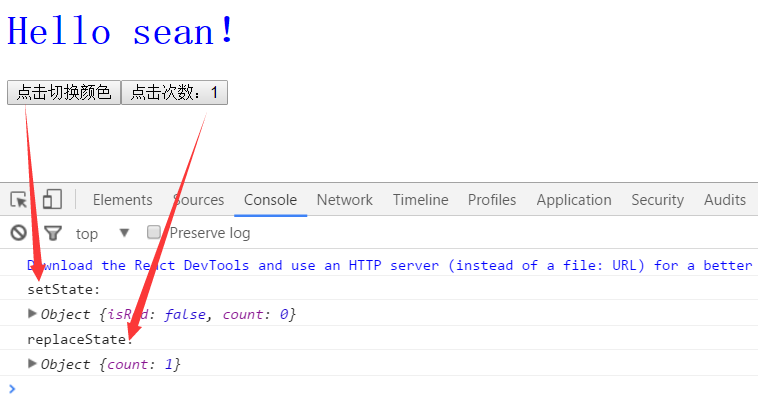 Hello sean!
点击切换颜色 点击次数：1
Elements Sources Console Network Timeline Profiles Application Security Audits
top Preserve log
Download the React DevTools and use an HTTP server (instead of a file: URL) for a better
setState:
Object {isRed: false, count: 0}
replaceState:
Object {count: 1}